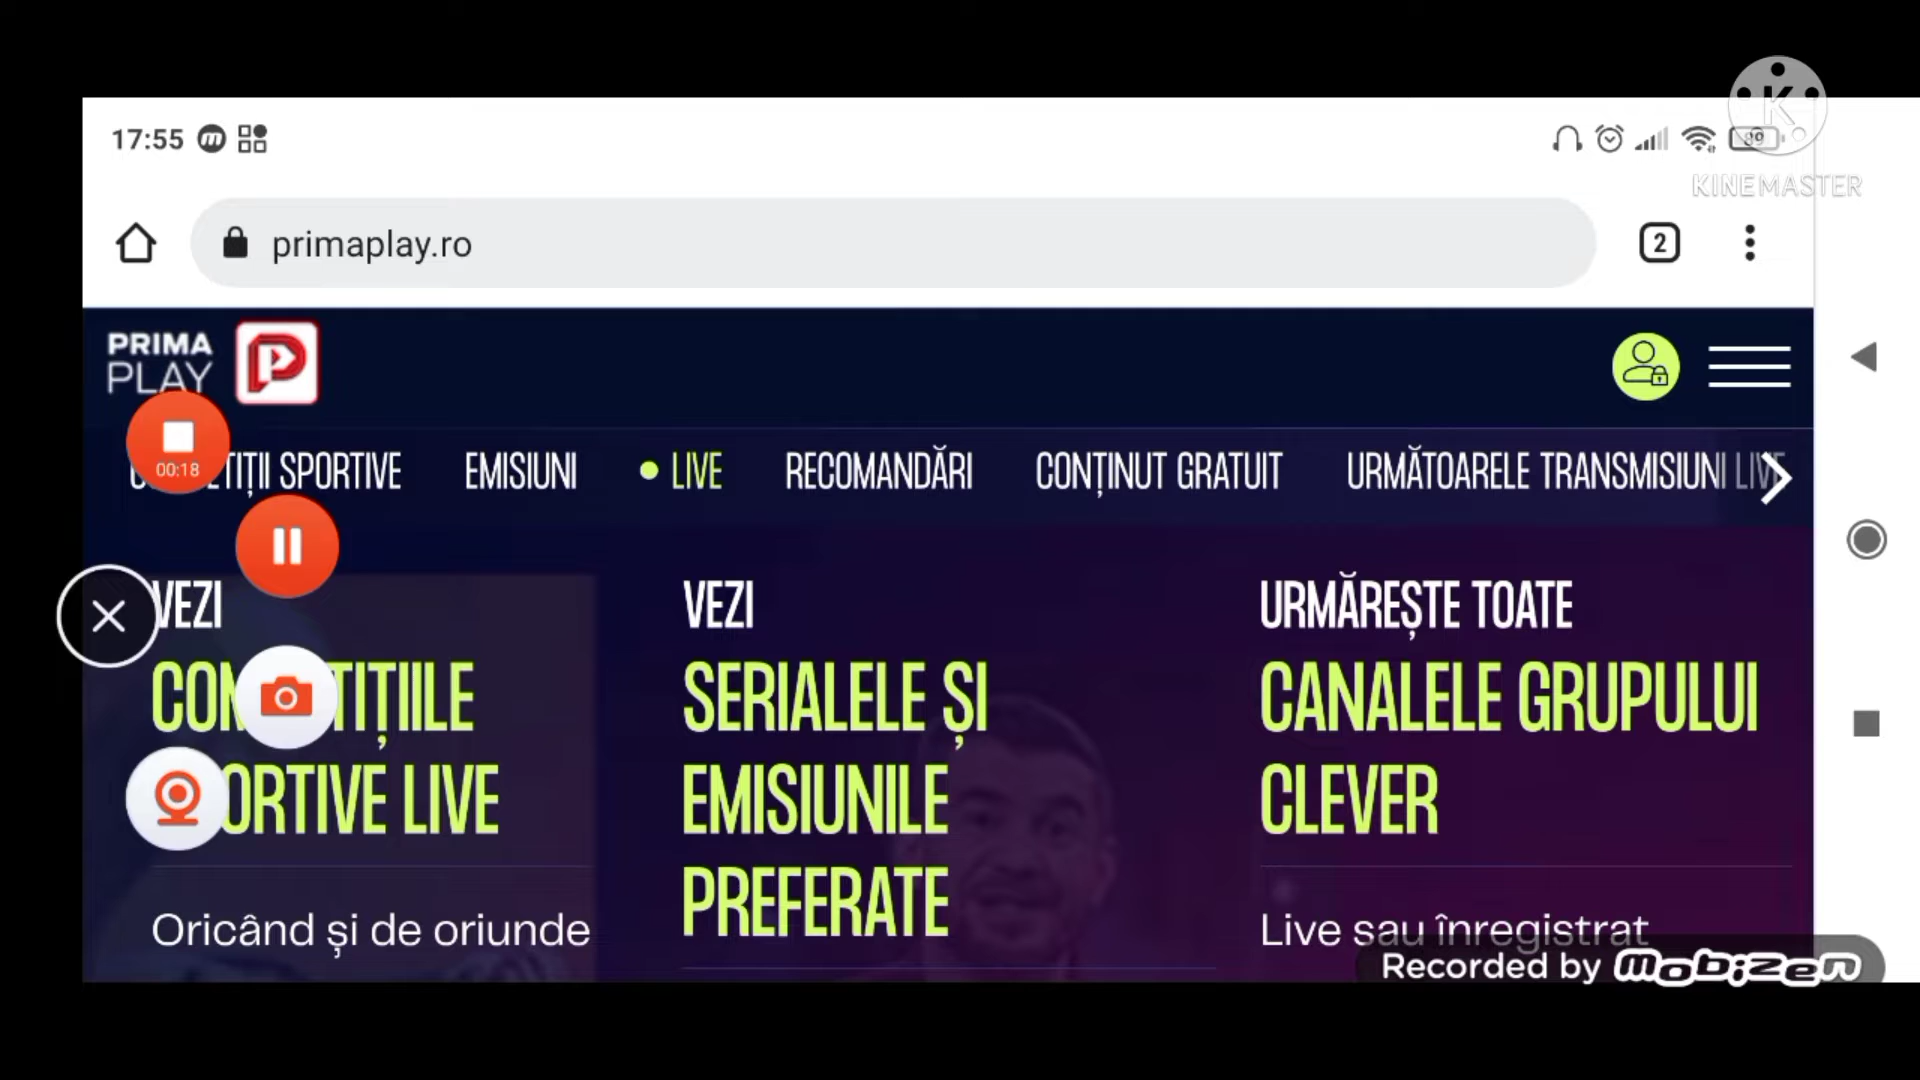 17:55
89
KINEMASTER
primaplay.ro
2
PRIMA
PLAY
00:18
SPORTIVE
EMISIUNI
LIVE
RECOMANDĂRI
CONȚINUT GRATUIT
URMĂTOARELE TRANSMISIUNI LIVE
VEZI
LIVE
Oricând și de oriunde
VEZI
SERIALELE ȘI
EMISIUNILE
PREFERATE
URMĂREȘTE TOATE
CANALELE GRUPULUI
CLEVER
Live sau înregistrat
Recorded by mobizen